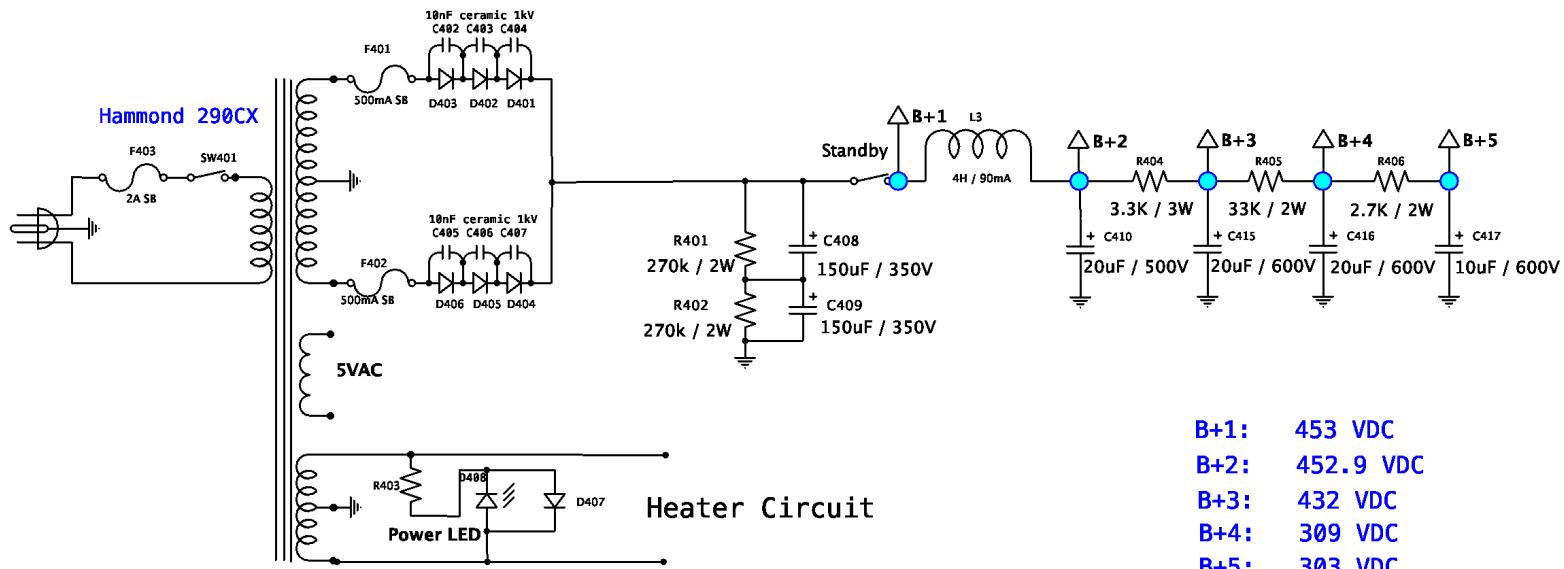 Hammond 290CX
F403
2A SB
SW401
F401
500mA SB
10nF ceramic 1kV
C402 C403 C404
D403 D402 D401
F402
500mA SB
10nF ceramic 1kV
C405 C406 C407
D406 D405 D404
5VAC
R403
D408
D407
Power LED
Heater Circuit
R401
270k / 2W
R402
270k / 2W
C408
150uF / 350V
C409
150uF / 350V
Standby
B+1
L3
4H / 90mA
B+2
R404
3.3K / 3W
B+3
R405
33K / 2W
B+4
R406
2.7K / 2W
B+5
+ C410
20uF / 500V
+ C415
20uF / 600V
+ C416
20uF / 600V
+ C417
10uF / 600V
B+1: 453 VDC
B+2: 452.9 VDC
B+3: 432 VDC
B+4: 309 VDC
B+5: 303 VDC